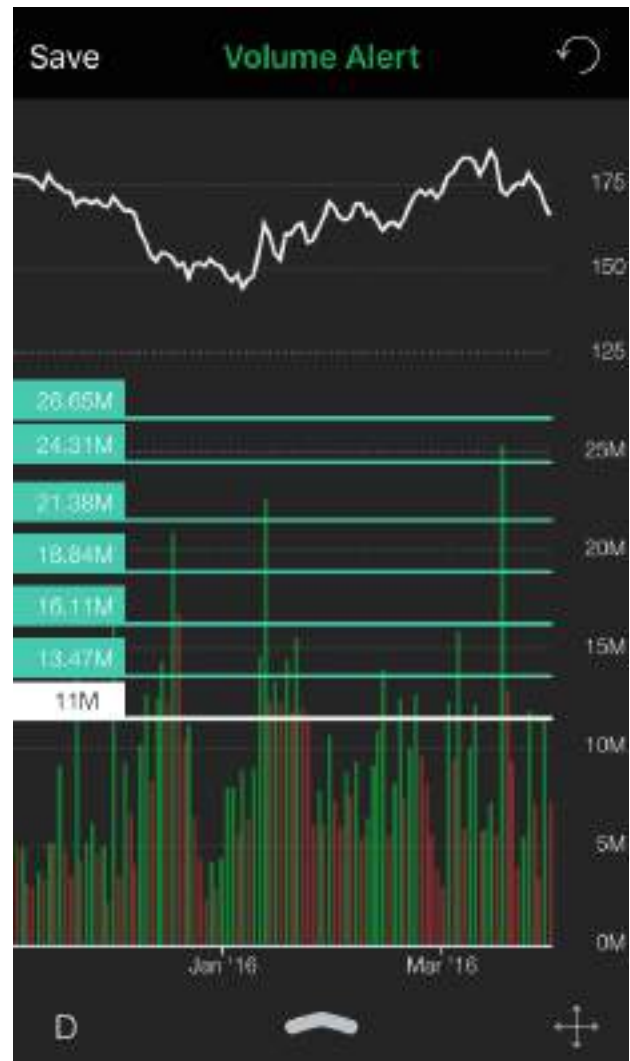 Save Volume Alert
175
150
125
26.65M
24.31M
25M
21.38M
18.84M
20M
16.11M
13.47M
15M
11M
10M
5M
0M
Jan '16 Mar '16
D